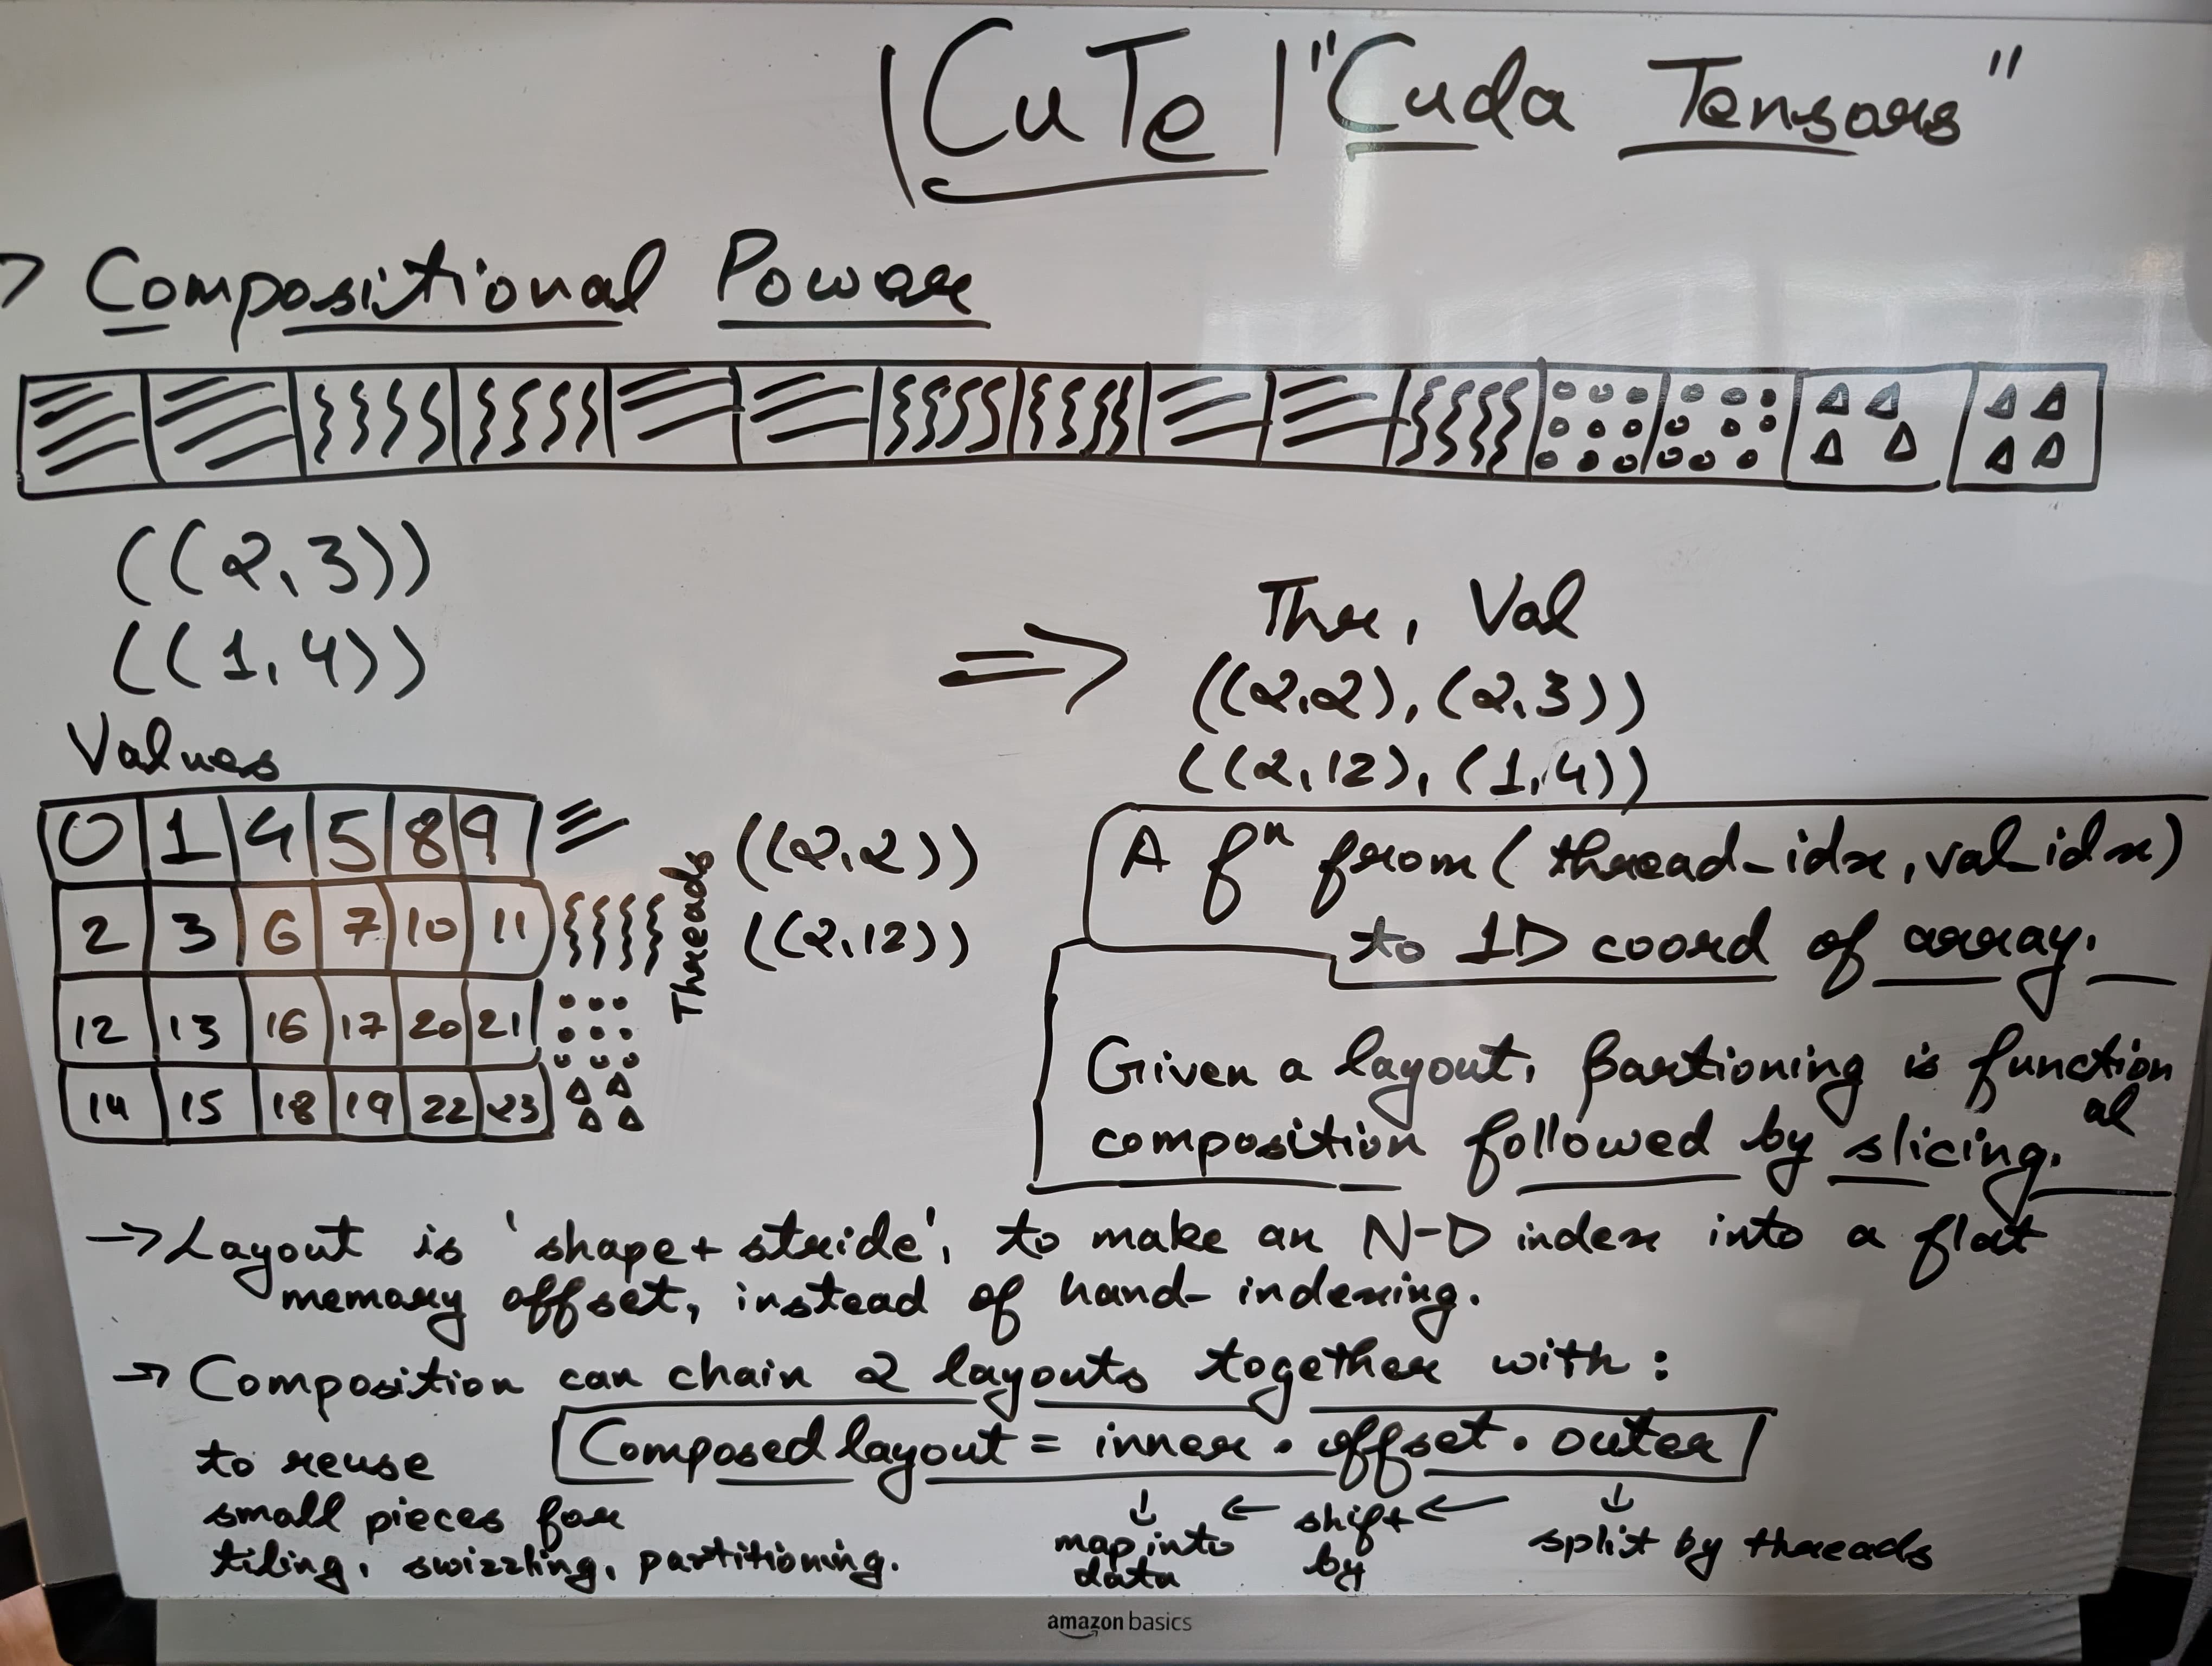 CuTe "Cuda Tensors"
> Compositional Power
((2,3))
((1,4))
=> Thr, Val
((2,2),(2,3))
((2,12),(1,4))
Values
0 1 4 5 8 9
2 3 6 7 10 11
12 13 16 17 20 21
14 15 18 19 22 23
Threads
((2,2))
((2,12))
A fⁿ from (thread-idx, val-idx)
to 1D coord of array.
Given a layout, Partioning is functional
composition followed by slicing.
→ Layout is 'shape + stride', to make an N-D index into a flat
memory offset, instead of hand-indexing.
→ Composition can chain 2 layouts together with:
Composed layout = inner · offset · outer
to reuse
small pieces for
tiling, swizzling, partitioning.
↓ ← ← ↓
map into
data
shift
by
split by threads
amazon basics